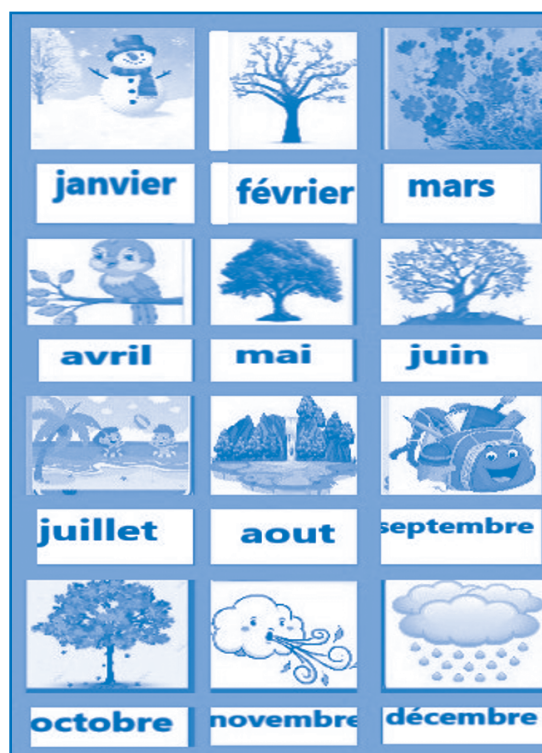 janvier
février
mars
avril
mai
juin
juillet
aout
septembre
octobre
novembre
décembre